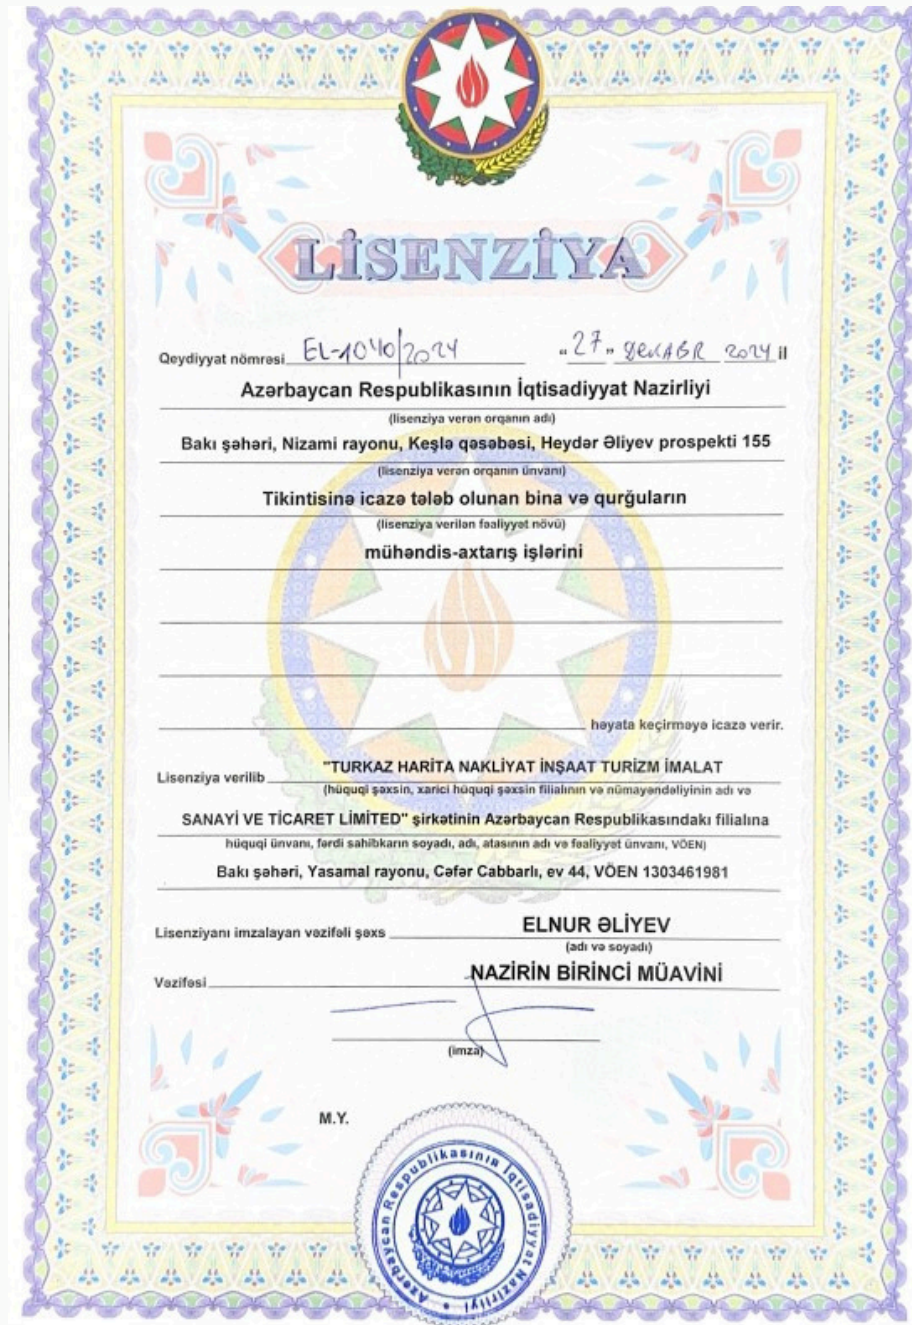 LİSENZİYA
Qeydiyyat nömrəsi EL-1040/2024 "27" DEKABR 2024 il
Azərbaycan Respublikasının İqtisadiyyat Nazirliyi
(lisenziya verən orqanın adı)
Bakı şəhəri, Nizami rayonu, Keşlə qəsəbəsi, Heydər Əliyev prospekti 155
(lisenziya verən orqanın ünvanı)
Tikintisinə icazə tələb olunan bina və qurğuların
(lisenziya verilən fəaliyyət növü)
mühəndis-axtarış işlərini
həyata keçirməyə icazə verir.
Lisenziya verilib "TURKAZ HARİTA NAKLİYAT İNŞAAT TURİZM İMALAT
(hüquqi şəxsin, xarici hüquqi şəxsin filialının və nümayəndəliyinin adı və
SANAYİ VE TİCARET LİMİTED" şirkətinin Azərbaycan Respublikasındakı filialına
hüquqi ünvanı, fərdi sahibkarın soyadı, adı, atasının adı və fəaliyyət ünvanı, VÖEN)
Bakı şəhəri, Yasamal rayonu, Cəfər Cabbarlı, ev 44, VÖEN 1303461981
Lisenziyanı imzalayan vəzifəli şəxs ELNUR ƏLİYEV
(adı və soyadı)
Vəzifəsi NAZİRİN BİRİNCİ MÜAVİNİ
(imza)
M.Y.
Azərbaycan Respublikasının İqtisadiyyat Nazirliyi